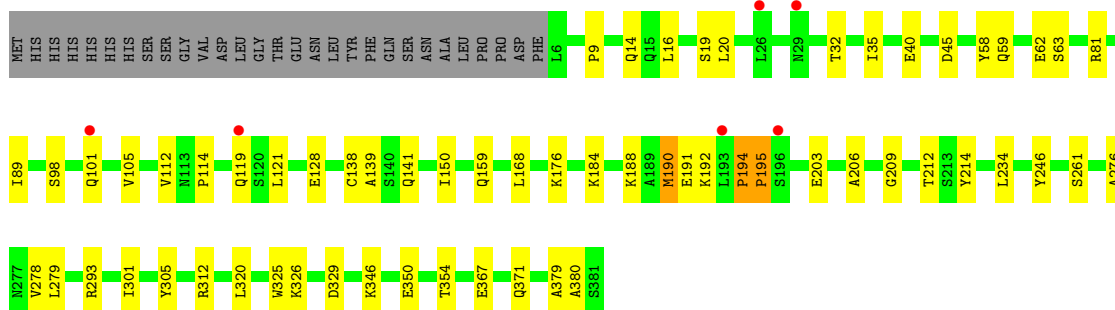 MET HIS HIS HIS HIS HIS HIS SER SER GLY VAL ASP LEU GLY THR GLU ASN LEU TYR PHE GLN SER ASN ALA LEU PRO PRO ASP PHE L6 P9 Q14 Q15 L16 S19 L20 L26 N29 T32 I35 E40 D45 Y58 Q59 E62 S63 R81
I89 S98 Q101 V105 V112 N113 P114 Q119 S120 L121 E128 C138 A139 S140 Q141 I150 Q159 L168 K176 K184 K188 A189 M190 E191 K192 L193 P194 P195 S196 E203 A206 G209 T212 S213 Y214 L234 Y246 S261 A276
N277 V278 L279 R293 I301 Y305 R312 L320 W325 K326 D329 K346 E350 T354 E367 Q371 A379 A380 S381